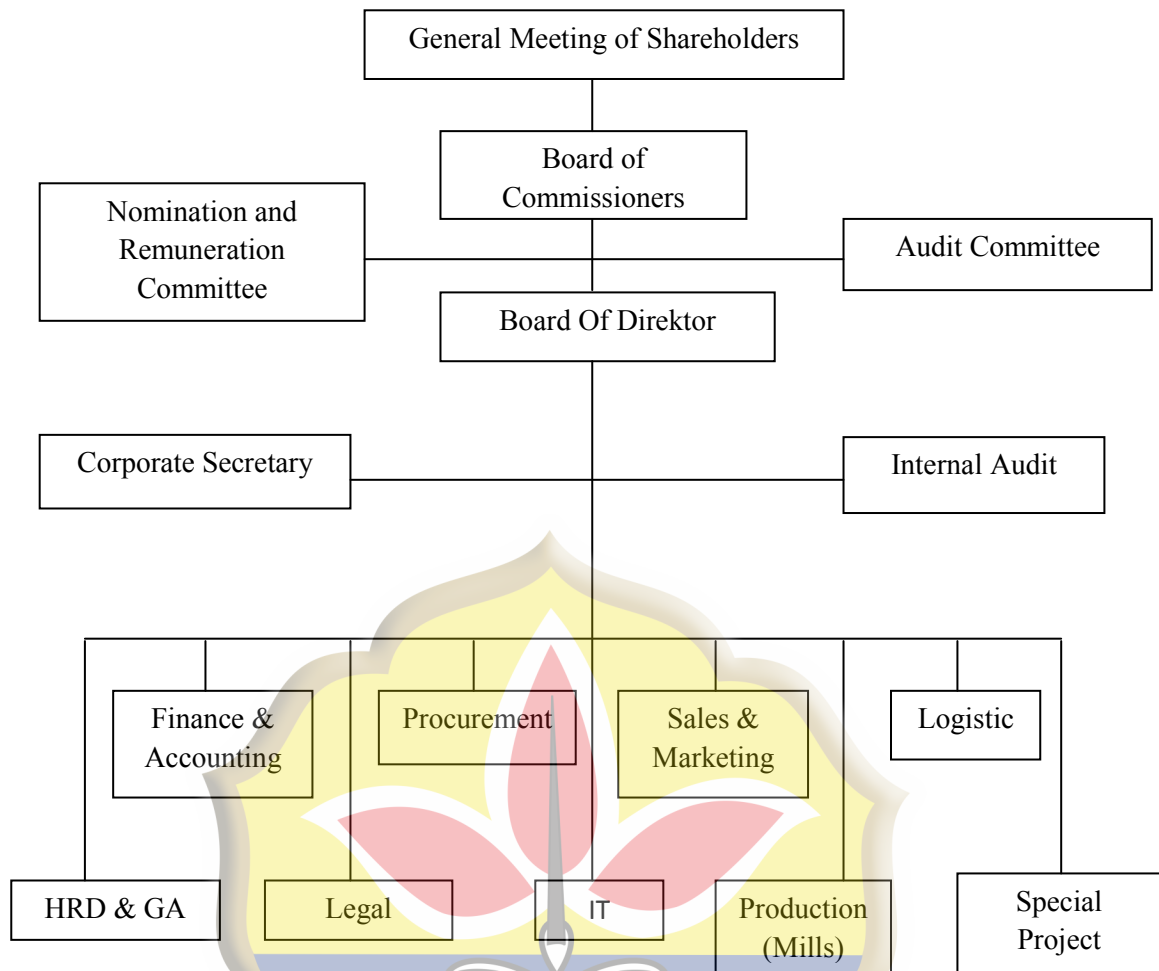 General Meeting of Shareholders
Board of
Commissioners
Nomination and
Remuneration
Committee
Audit Committee
Board Of Direktor
Corporate Secretary
Internal Audit
Finance &
Accounting
Procurement
Sales &
Marketing
Logistic
HRD & GA
Legal
IT
Production
(Mills)
Special
Project